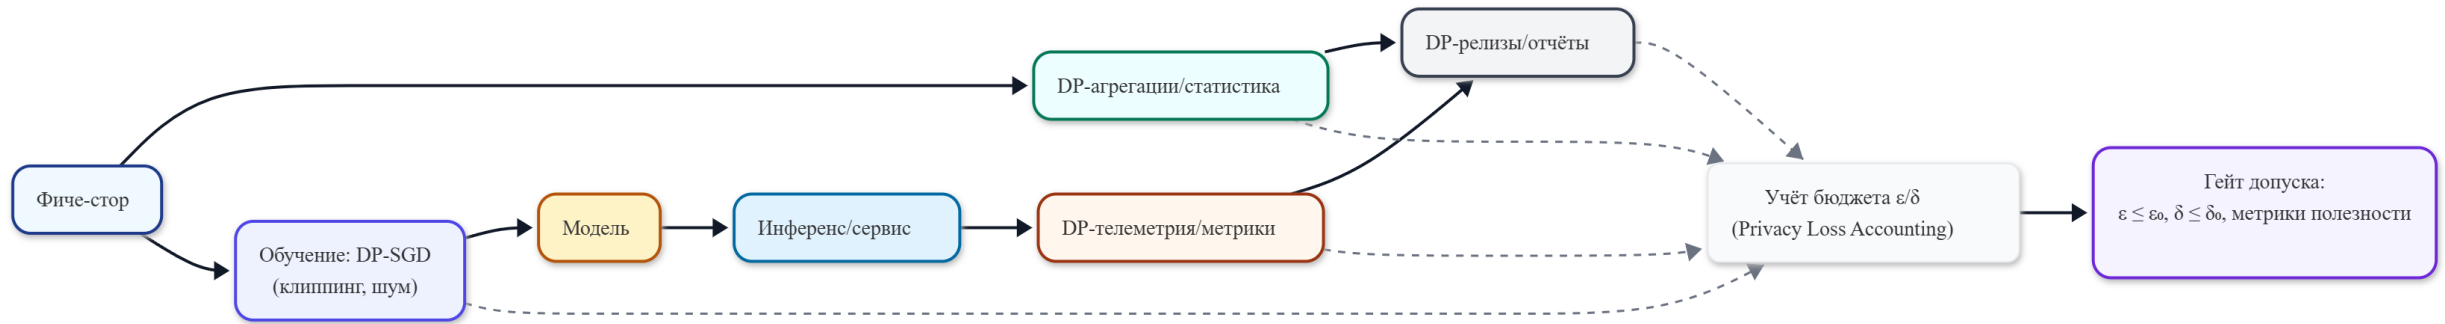 Фиче-стор
Обучение: DP-SGD
(клиппинг, шум)
Модель
Инференс/сервис
DP-агрегации/статистика
DP-телеметрия/метрики
DP-релизы/отчёты
Учёт бюджета ε/δ
(Privacy Loss Accounting)
Гейт допуска:
ε ≤ ε₀, δ ≤ δ₀, метрики полезности